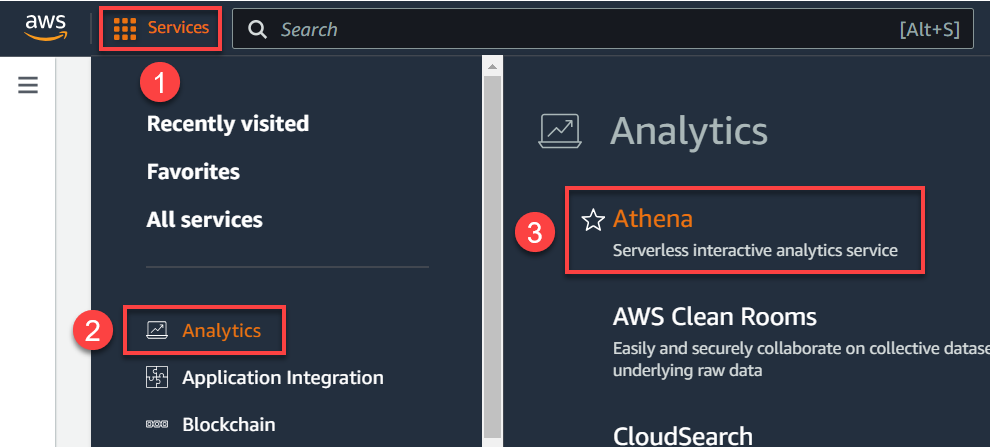 aws
Services
Search
[Alt+S]
1
Recently visited
Favorites
All services
2
Analytics
Application Integration
Blockchain
Analytics
3
Athena
Serverless interactive analytics service
AWS Clean Rooms
Easily and securely collaborate on collective datase
underlying raw data
CloudSearch